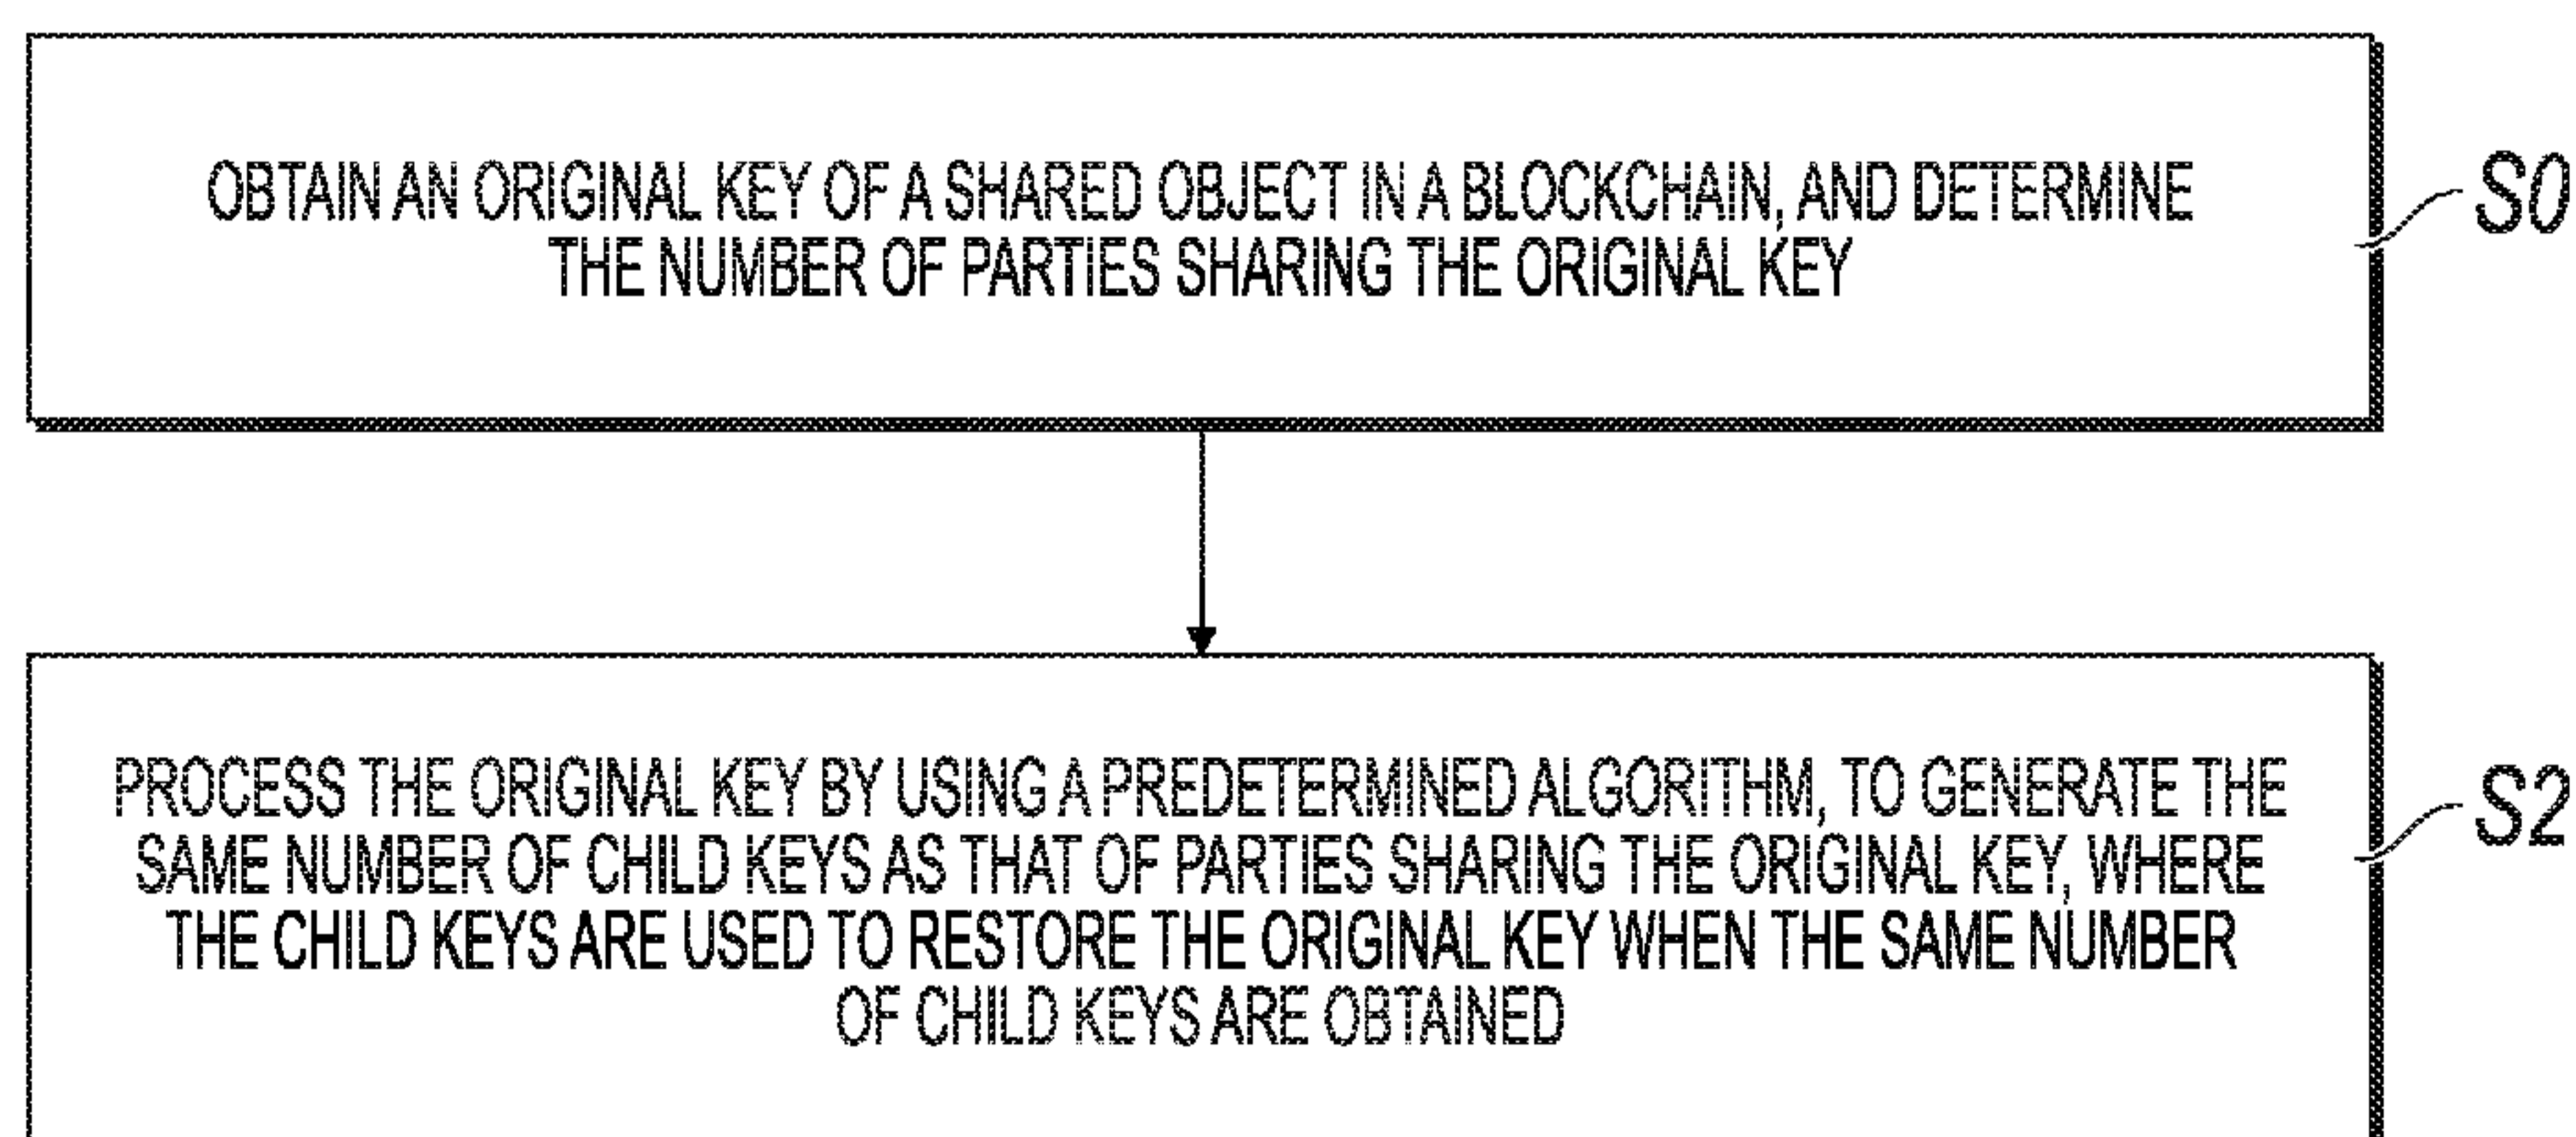 OBTAIN AN ORIGINAL KEY OF A SHARED OBJECT IN A BLOCKCHAIN, AND DETERMINE
THE NUMBER OF PARTIES SHARING THE ORIGINAL KEY
S0
PROCESS THE ORIGINAL KEY BY USING A PREDETERMINED ALGORITHM, TO GENERATE THE
SAME NUMBER OF CHILD KEYS AS THAT OF PARTIES SHARING THE ORIGINAL KEY, WHERE
THE CHILD KEYS ARE USED TO RESTORE THE ORIGINAL KEY WHEN THE SAME NUMBER
OF CHILD KEYS ARE OBTAINED
S2